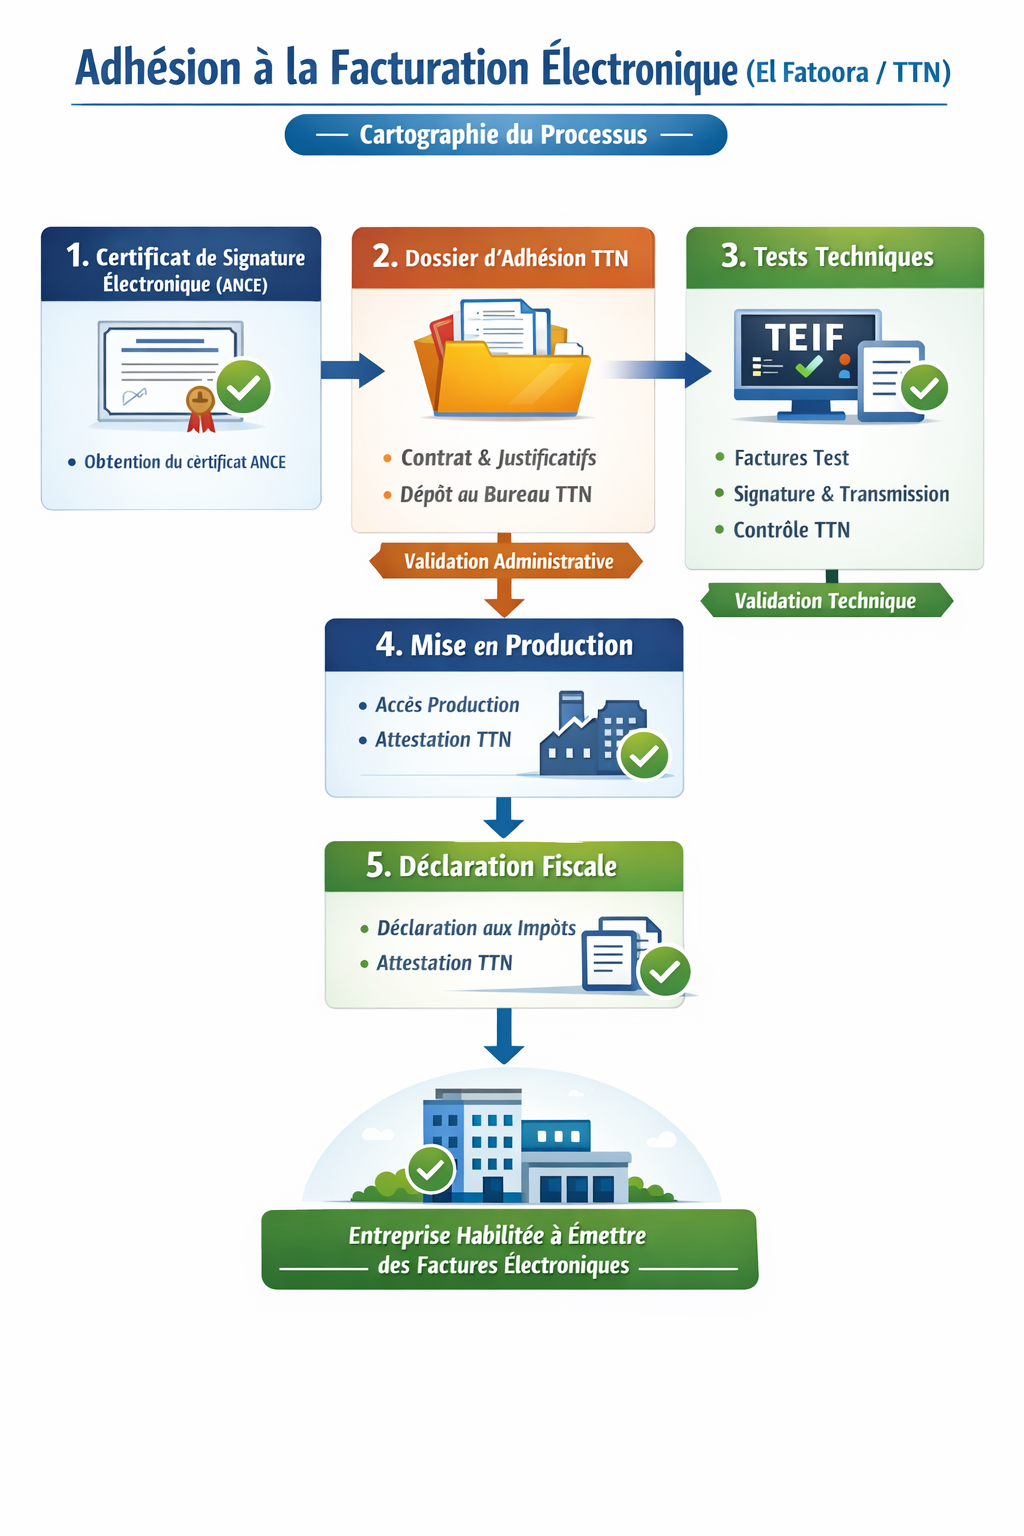 Adhésion à la Facturation Électronique (El Fatoora / TTN)
Cartographie du Processus
1. Certificat de Signature
Électronique (ANCE)
• Obtention du cèrtificat ANCE
2. Dossier d'Adhésion TTN
• Contrat & Justificatifs
• Dépôt au Bureau TTN
Validation Administrative
3. Tests Techniques
TEIF
• Factures Test
• Signature & Transmission
• Contrôle TTN
Validation Technique
4. Mise en Production
• Accès Production
• Attestation TTN
5. Déclaration Fiscale
• Déclaration aux Impòts
• Attestation TTN
Entreprise Habilitée à Émettre
des Factures Électroniques